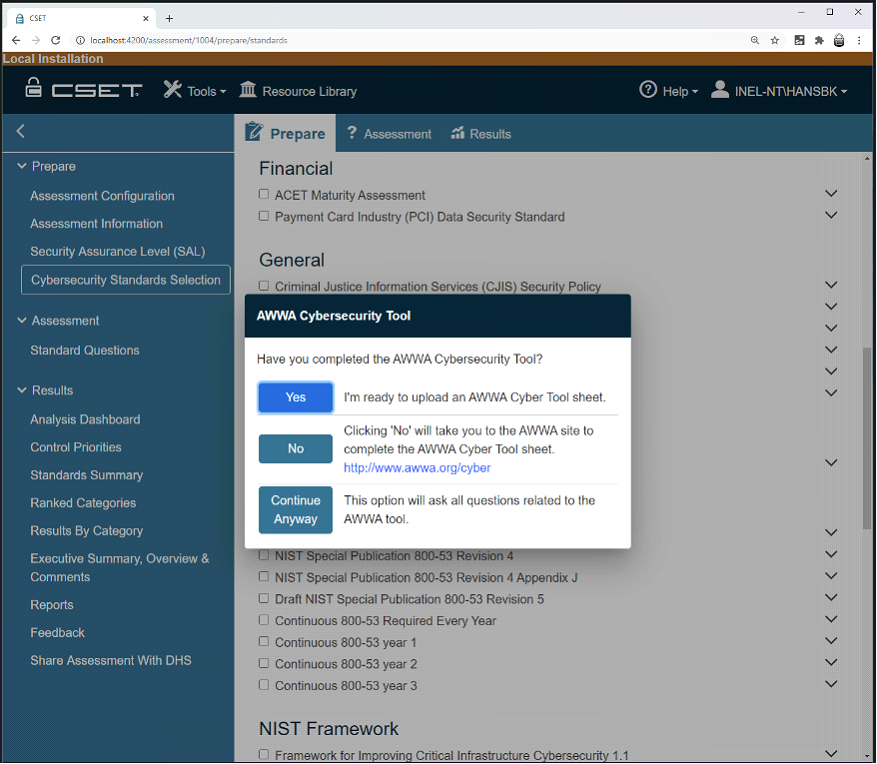 CSET
localhost:4200/assessment/1004/prepare/standards
Local Installation
CSET
Tools
Resource Library
Help
INEL-NT\HANSBK
Prepare
Assessment
Results
Prepare
Assessment Configuration
Assessment Information
Security Assurance Level (SAL)
Cybersecurity Standards Selection
Assessment
Standard Questions
Results
Analysis Dashboard
Control Priorities
Standards Summary
Ranked Categories
Results By Category
Executive Summary, Overview &
Comments
Reports
Feedback
Share Assessment With DHS
Financial
ACET Maturity Assessment
Payment Card Industry (PCI) Data Security Standard
General
Criminal Justice Information Services (CJIS) Security Policy
AWWA Cybersecurity Tool
Have you completed the AWWA Cybersecurity Tool?
Yes
I'm ready to upload an AWWA Cyber Tool sheet.
No
Clicking 'No' will take you to the AWWA site to
complete the AWWA Cyber Tool sheet.
http://www.awwa.org/cyber
Continue
Anyway
This option will ask all questions related to the
AWWA tool.
NIST Special Publication 800-53 Revision 4
NIST Special Publication 800-53 Revision 4 Appendix J
Draft NIST Special Publication 800-53 Revision 5
Continuous 800-53 Required Every Year
Continuous 800-53 year 1
Continuous 800-53 year 2
Continuous 800-53 year 3
NIST Framework
Framework for Improving Critical Infrastructure Cybersecurity 1.1